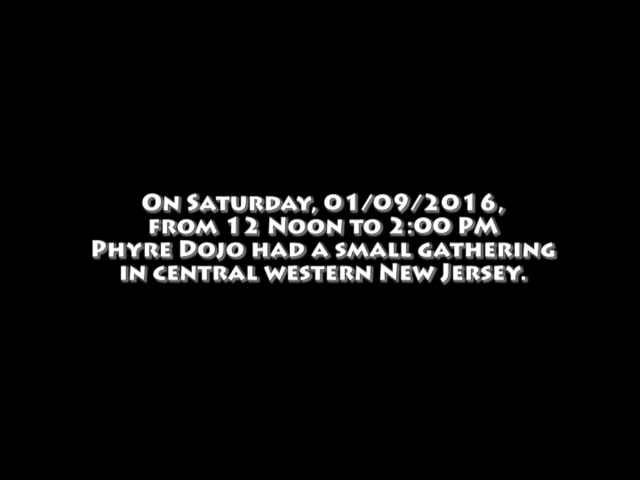 On Saturday, 01/09/2016,
from 12 Noon to 2:00 PM
Phyre Dojo had a small gathering
in central western New Jersey.